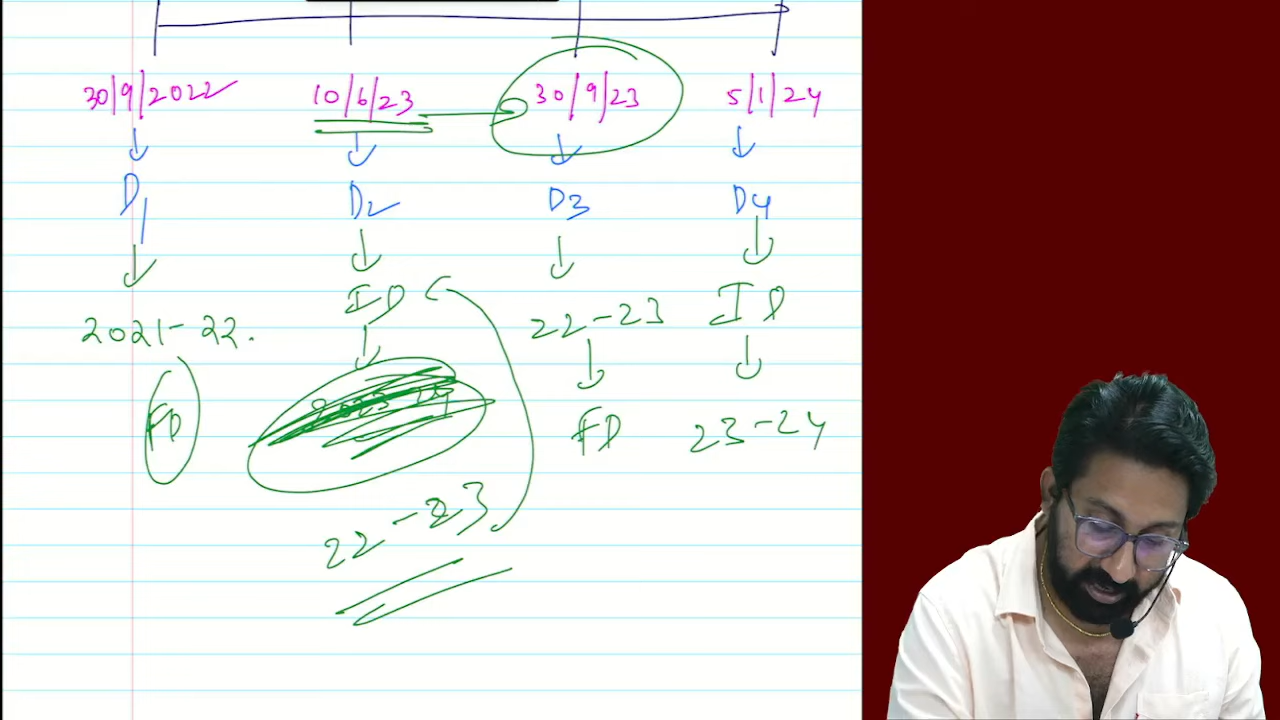 30/9/2022 10/6/23 30/9/23 5/1/24
D1 D2 D3 D4
2021-22. ID 22-23 ID
FD FD 23-24
22-23